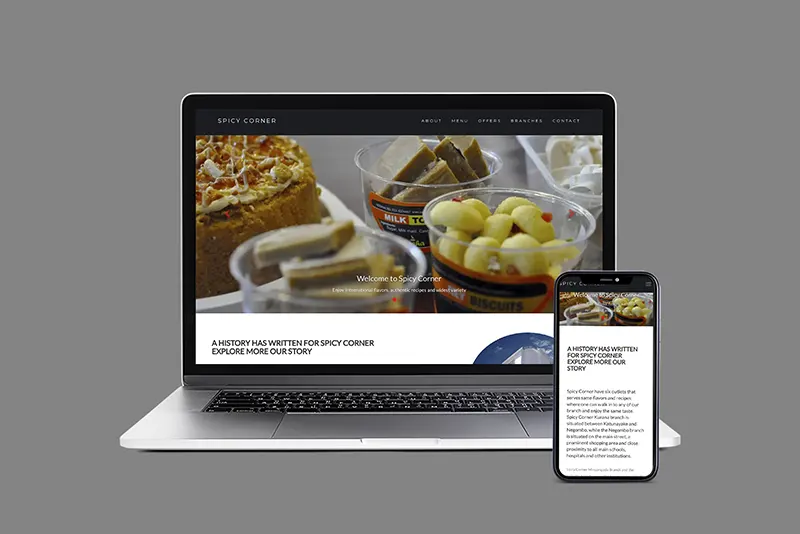 SPICY CORNER
ABOUT MENU OFFERS BRANCHES CONTACT
MILK TO
BISCUITS
Welcome to Spicy Corner
Enjoy International Flavors, authentic recipes and widest variety
A HISTORY HAS WRITTEN FOR SPICY CORNER
EXPLORE MORE OUR STORY
SPICY CORNER
Welcome to Spicy Corner
A HISTORY HAS WRITTEN
FOR SPICY CORNER
EXPLORE MORE OUR
STORY
Spicy Corner have six outlets that
serves same flavors and recipes
where one can walk in to any of our
branch and enjoy the same taste.
Spicy Corner Kurana branch is
situated between Katunayake and
Negombo, while the Negombo branch
is situated on the main street, a
prominent shopping area and close
proximity to all main schools,
hospitals and other institutions.